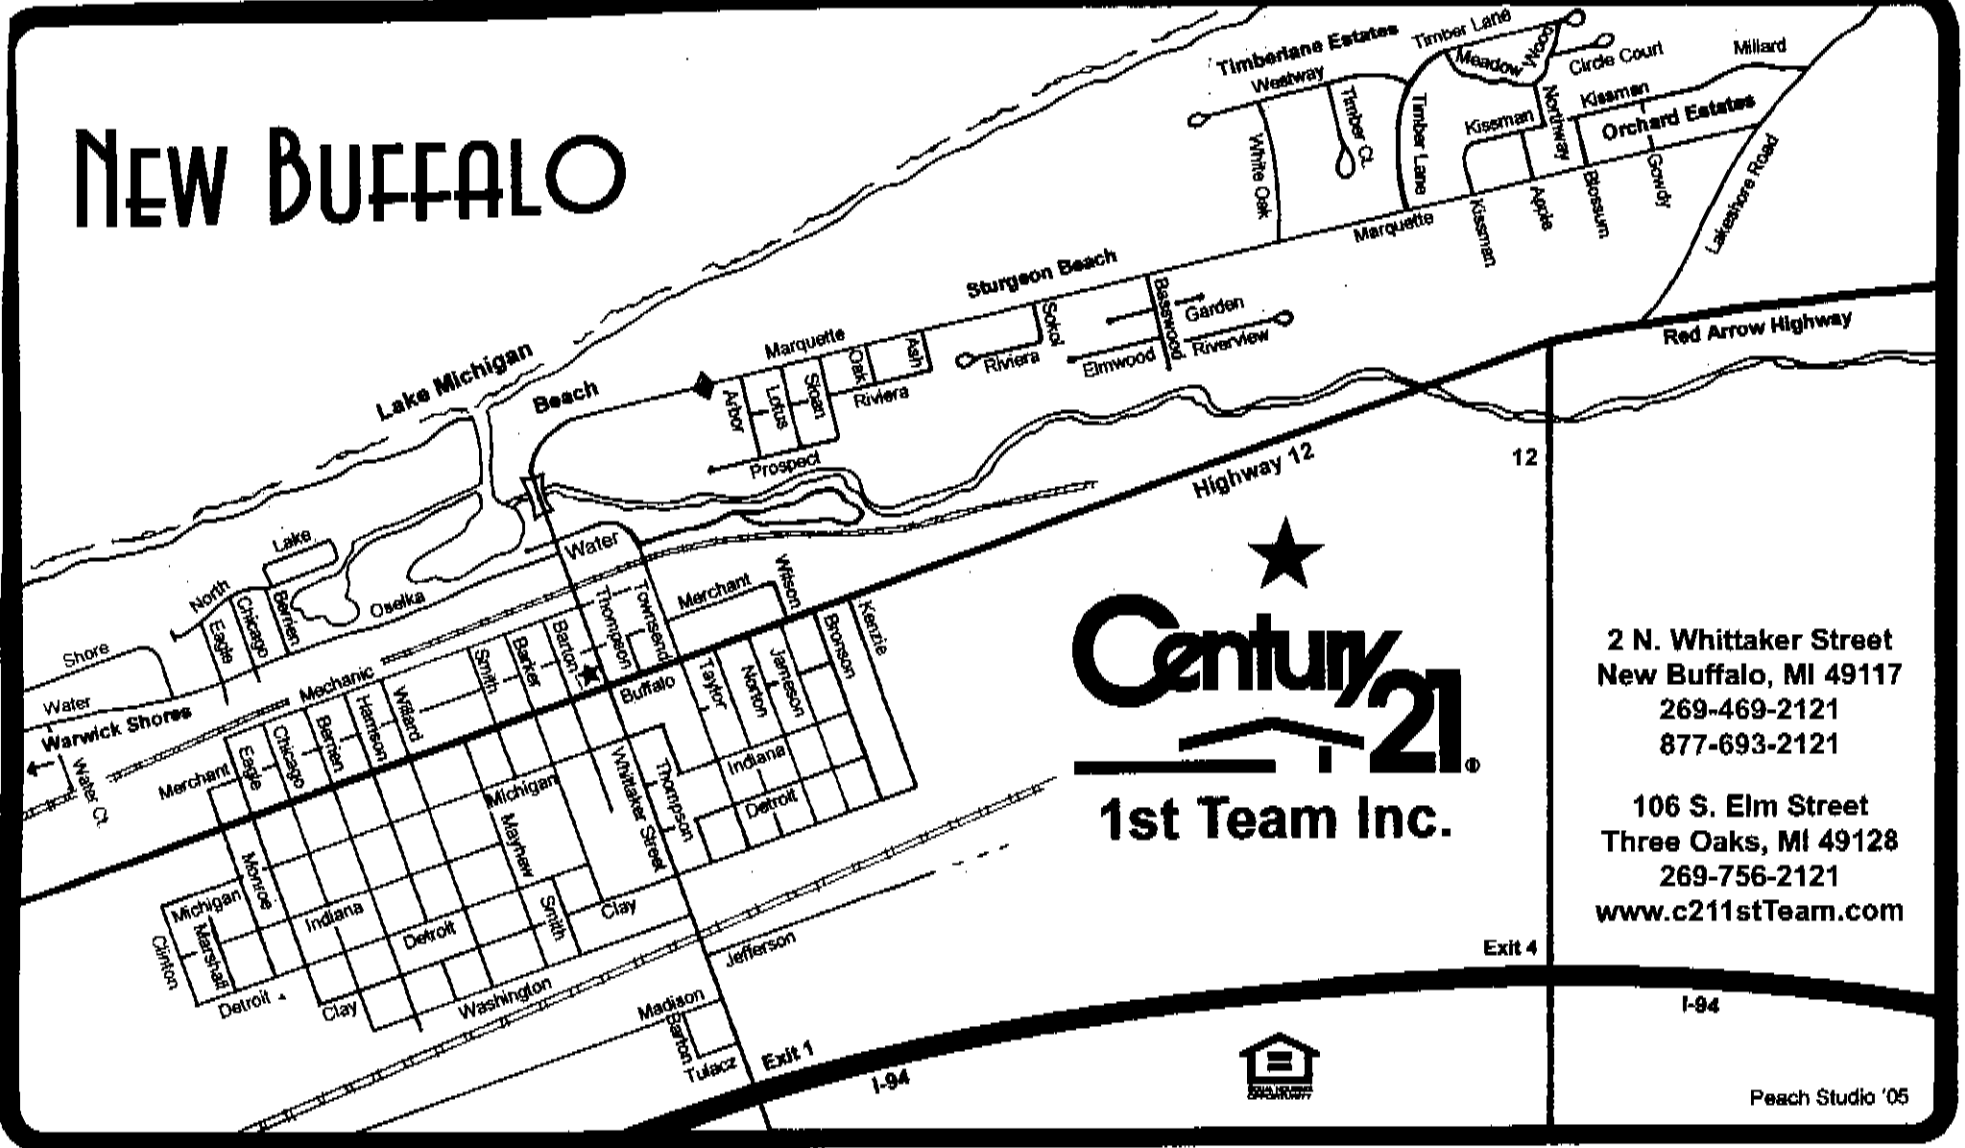 NEW BUFFALO
Timberlane Estates
Timber Lane
Meadow
Wood
Circle Court
Millard
Westway
Timber Ct.
Timber Lane
White Oak
Kissman
Northway
Kissman
Orchard Estates
Marquette
Kissman
Apple
Blossum
Gowdy
Lakeshore Road
Sturgeon Beach
Basswood
Garden
Riverview
Elmwood
Sokol
Riviera
Red Arrow Highway
Lake Michigan
Beach
Marquette
Arbor
Lotus
Sloan
Oak
Ash
Riviera
Prospect
Highway 12
12
Lake
North
Eagle
Chicago
Berrien
Oselka
Water
Shore
Water
Warwick Shores
Water Ct.
Mechanic
Merchant
Eagle
Chicago
Berrien
Harrison
Willard
Smith
Barker
Barton
Thompson
Townsend
Merchant
Wilson
Kenzie
Bronson
Jameson
Norton
Taylor
Buffalo
Michigan
Mayhew
Whittaker Street
Thompson
Indiana
Detroit
Monroe
Michigan
Marshall
Clinton
Indiana
Detroit
Smith
Clay
Detroit
Clay
Washington
Jefferson
Madison
Barton
Tulacz
Exit 1
I-94
Century 21®
1st Team Inc.
2 N. Whittaker Street
New Buffalo, MI 49117
269-469-2121
877-693-2121
106 S. Elm Street
Three Oaks, MI 49128
269-756-2121
www.c211stTeam.com
Exit 4
I-94
EQUAL HOUSING
OPPORTUNITY
Peach Studio '05